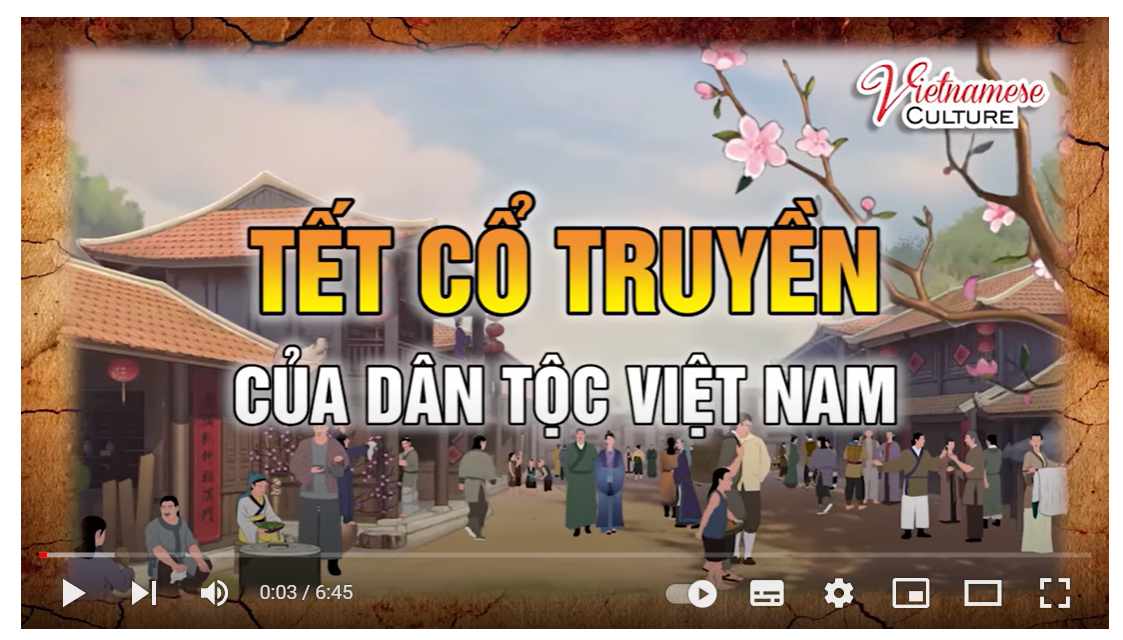 Vietnamese
CULTURE
TẾT CỔ TRUYỀN
CỦA DÂN TỘC VIỆT NAM
0:03 / 6:45